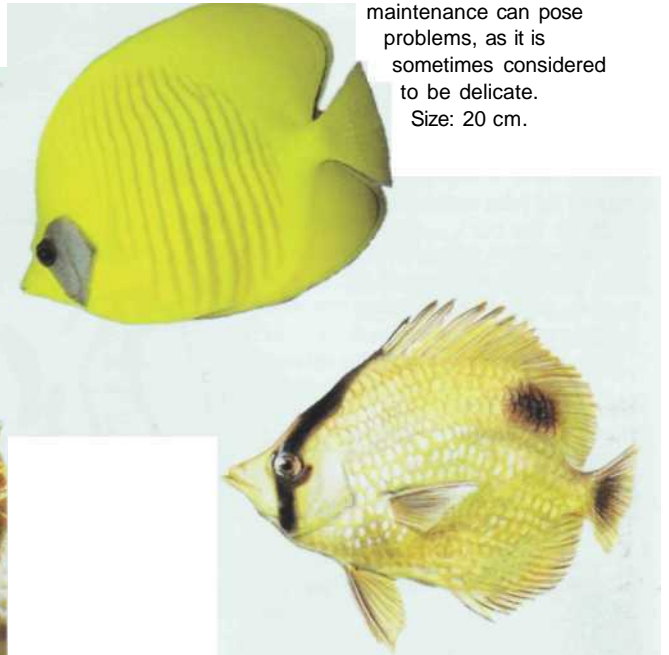 maintenance can pose
problems, as it is
sometimes considered
to be delicate.
Size: 20 cm.